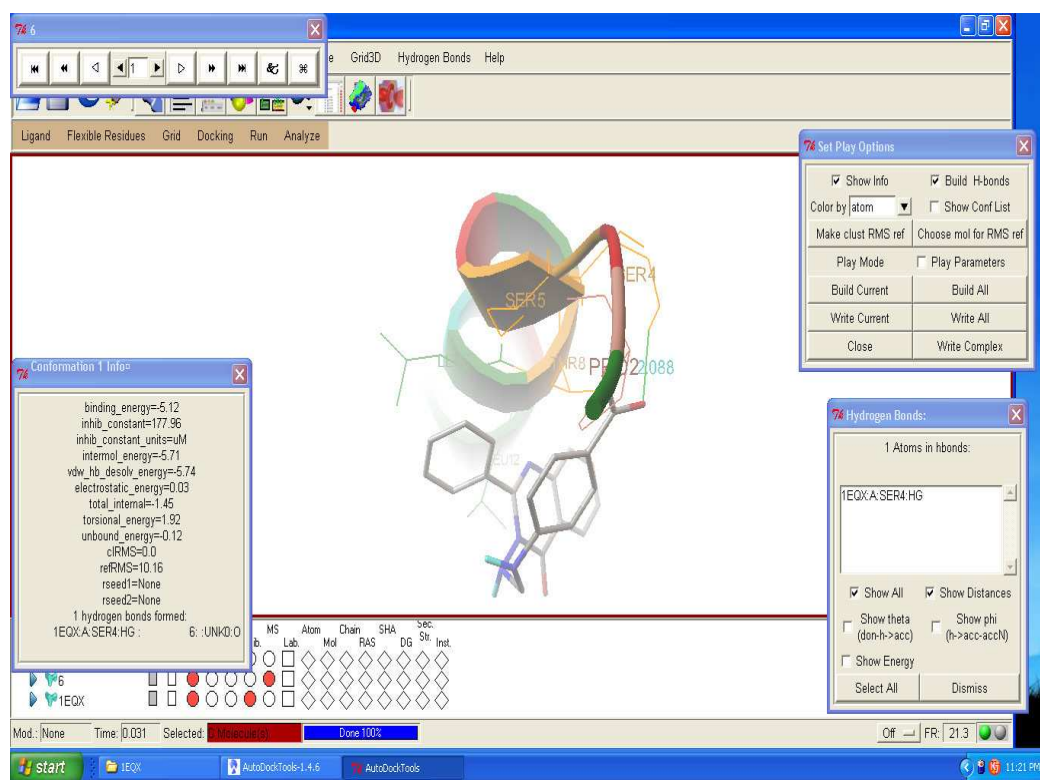 6
1
Grid3D Hydrogen Bonds Help
Ligand Flexible Residues Grid Docking Run Analyze
Set Play Options
Show Info Build H-bonds
Color by atom Show Conf List
Make clust RMS ref Choose mol for RMS ref
Play Mode Play Parameters
Build Current Build All
Write Current Write All
Close Write Complex
SER4
SER5
2.088
Conformation 1 Info
binding_energy=-5.12
inhib_constant=177.96
inhib_constant_units=uM
intermol_energy=-5.71
vdw_hb_desolv_energy=-5.74
electrostatic_energy=0.03
total_internal=-1.45
torsional_energy=1.92
unbound_energy=-0.12
clRMS=0.0
refRMS=10.16
rseed1=None
rseed2=None
1 hydrogen bonds formed:
1EQX:A:SER4:HG : 6: :UNK0:O
Hydrogen Bonds:
1 Atoms in hbonds:
1EQX:A:SER4:HG
Show All Show Distances
Show theta (don-h->acc)
Show phi (h->acc-accN)
Show Energy
Select All Dismiss
MS Lab. Atom Mol Chain RAS SHA DG Sec. Str. Inst.
6
1EQX
Mod.: None Time: 0.031 Selected: Done 100% Off FR: 21.3
start 1EQX AutoDockTools-1.4.6 AutoDockTools 11:21 PM